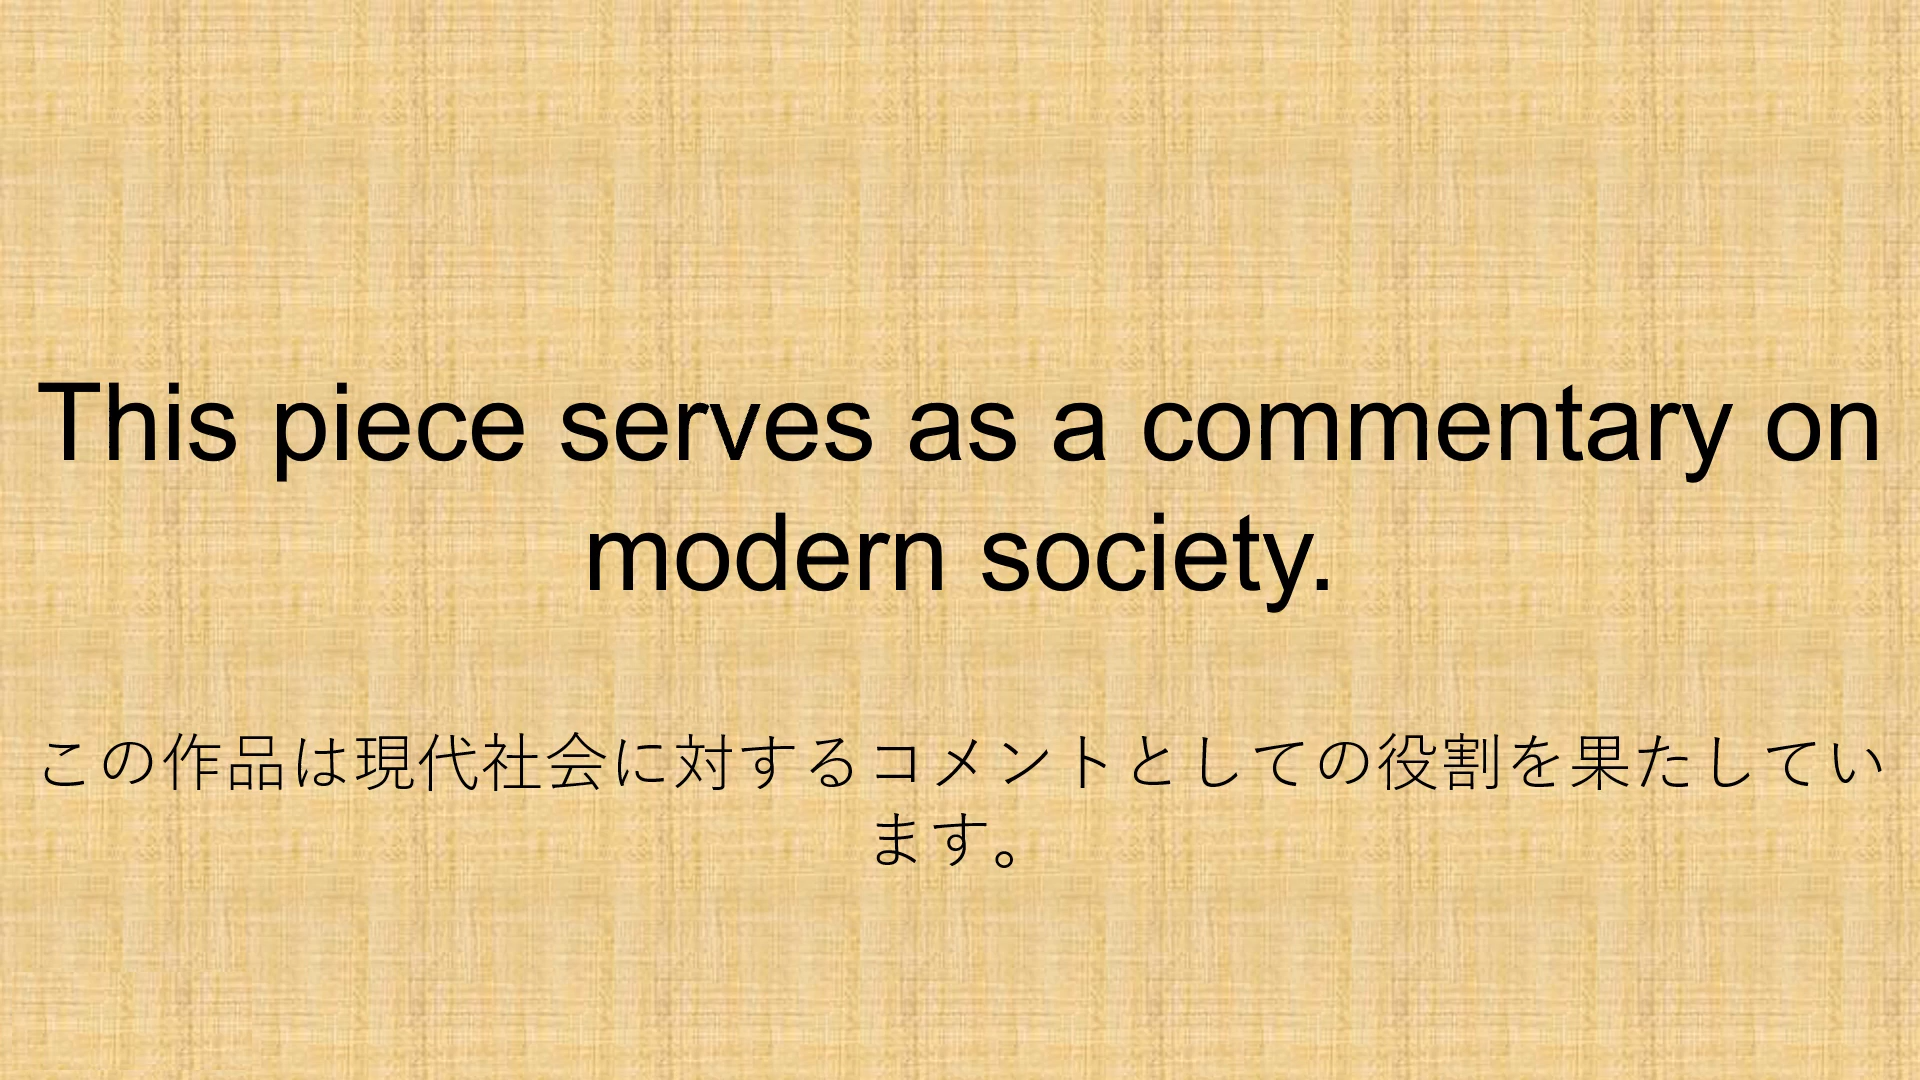 This piece serves as a commentary on
modern society.
この作品は現代社会に対するコメントとしての役割を果たしてい
ます。